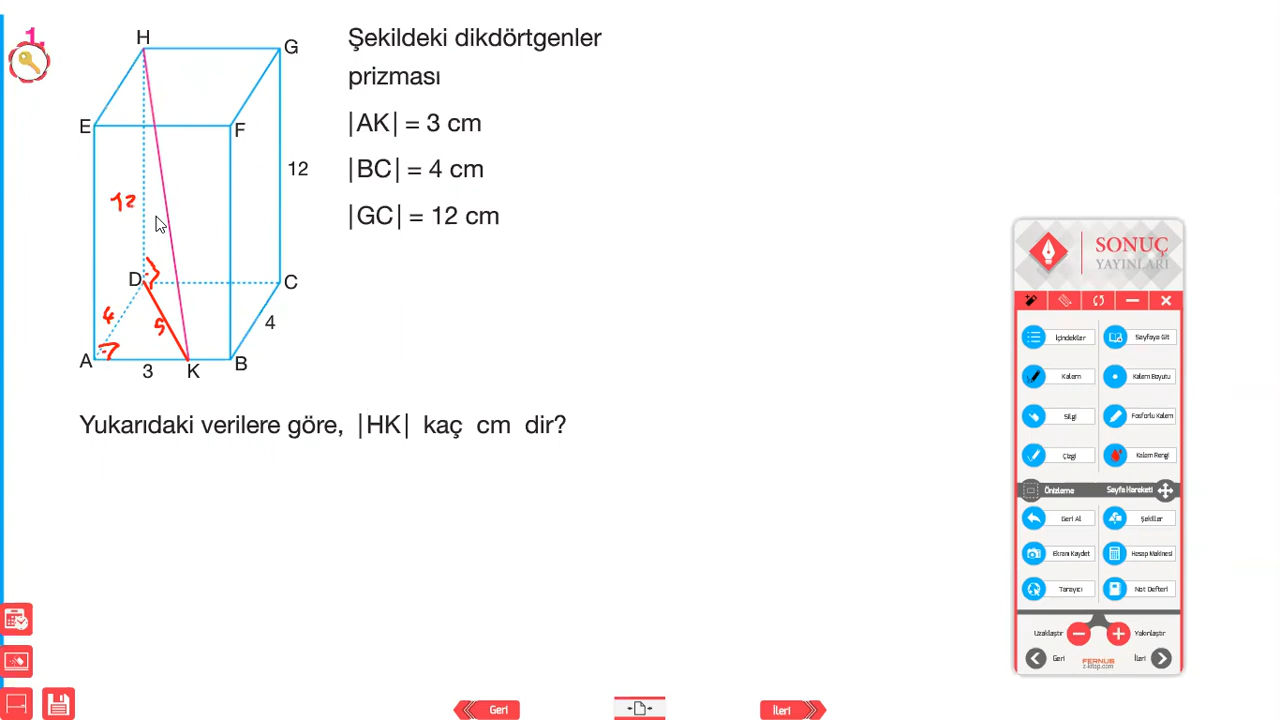 1.
H
G
E
F
12
12
D
C
4
5
4
A
3
K
B
Şekildeki dikdörtgenler
prizması
|AK| = 3 cm
|BC| = 4 cm
|GC| = 12 cm
Yukarıdaki verilere göre, |HK| kaç cm dir?
SONUÇ
YAYINLARI
İçindekiler
Sayfaya Git
Kalem
Kalem Boyutu
Silgi
Fosforlu Kalem
Çizgi
Kalem Rengi
Önizleme
Sayfa Hareketi
Geri Al
Şekiller
Ekranı Kaydet
Hesap Makinesi
Tarayıcı
Not Defteri
Uzaklaştır
Yakınlaştır
Geri
FERNUS
z-kitap.com
İleri
Geri
İleri